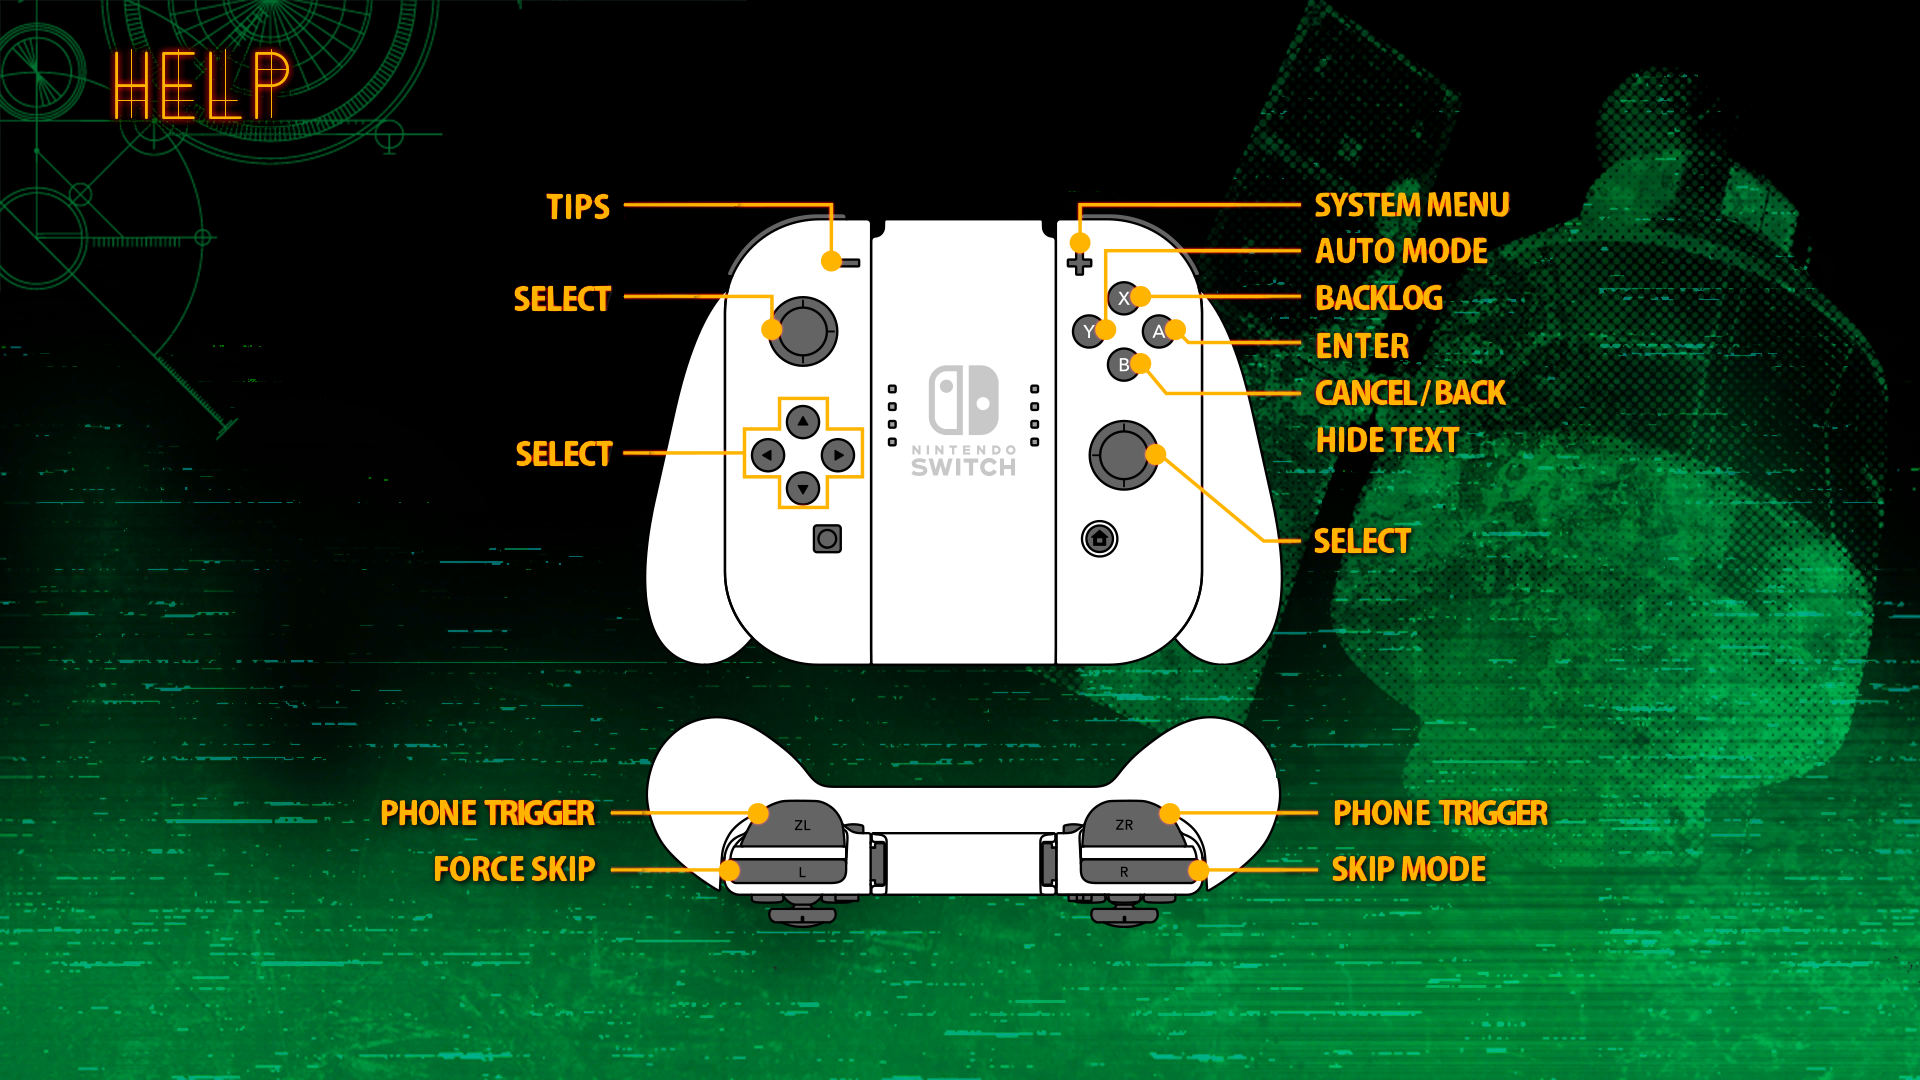 HELP
TIPS
SELECT
SELECT
SYSTEM MENU
AUTO MODE
BACKLOG
ENTER
CANCEL/BACK
HIDE TEXT
SELECT
X
Y
A
B
NINTENDO
SWITCH
PHONE TRIGGER
FORCE SKIP
ZL
L
ZR
R
PHONE TRIGGER
SKIP MODE